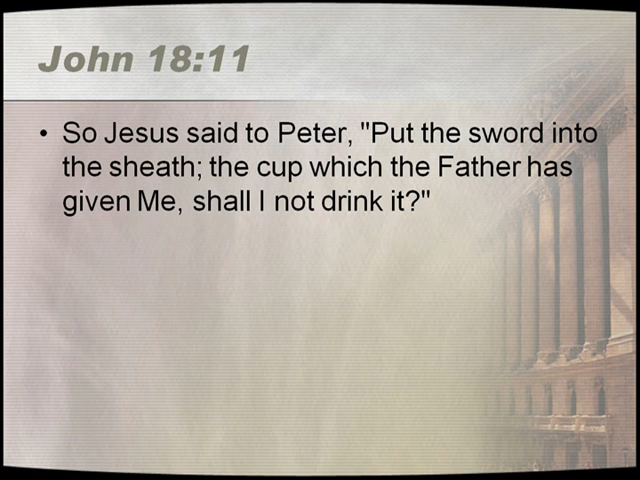 John 18:11
• So Jesus said to Peter, "Put the sword into
the sheath; the cup which the Father has
given Me, shall I not drink it?"